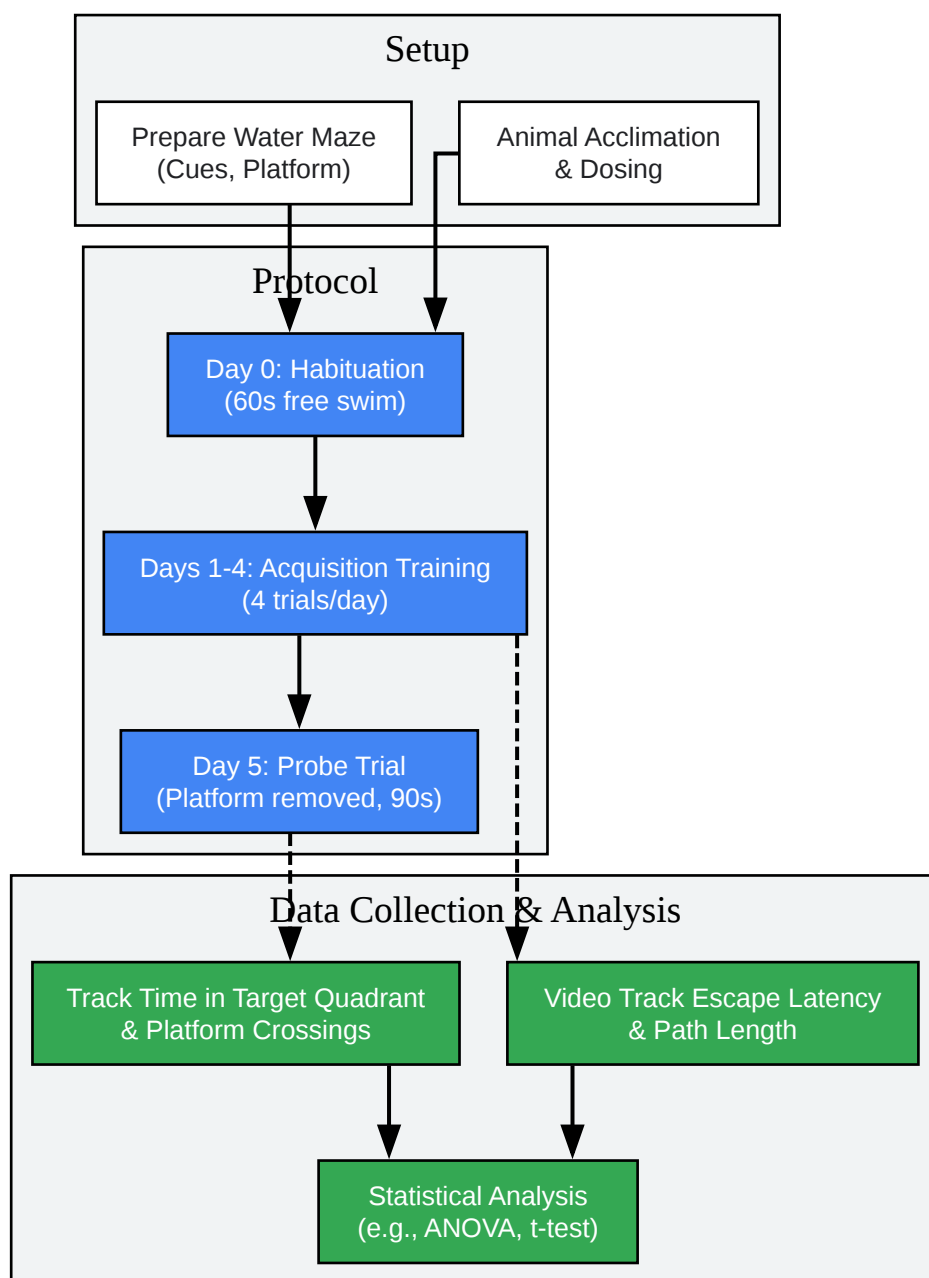 Setup
Prepare Water Maze
(Cues, Platform)
Animal Acclimation
& Dosing
Protocol
Day 0: Habituation
(60s free swim)
Days 1-4: Acquisition Training
(4 trials/day)
Day 5: Probe Trial
(Platform removed, 90s)
Data Collection & Analysis
Track Time in Target Quadrant
& Platform Crossings
Video Track Escape Latency
& Path Length
Statistical Analysis
(e.g., ANOVA, t-test)